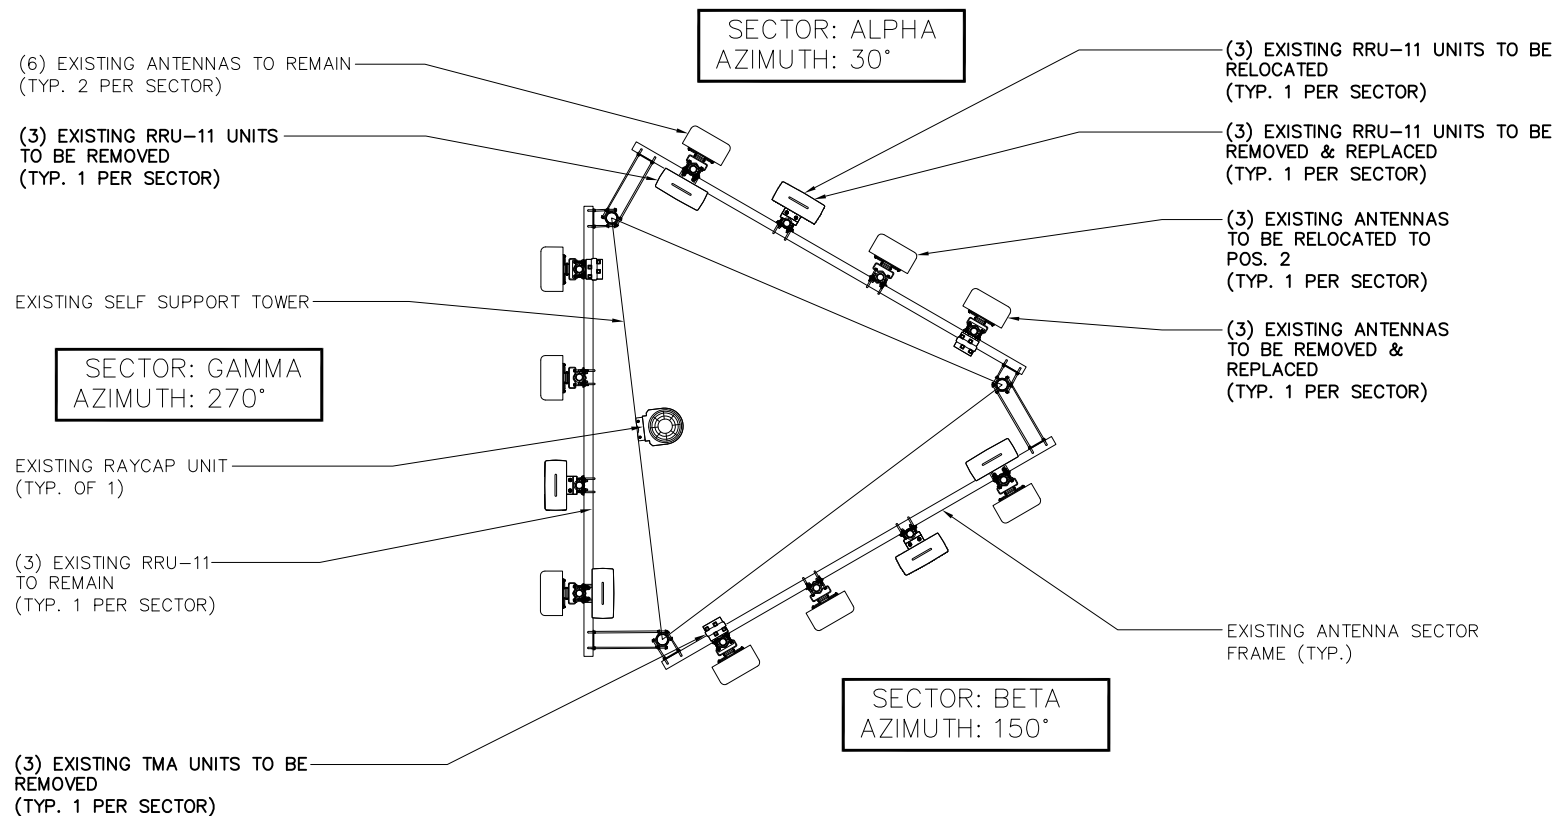 SECTOR: ALPHA
AZIMUTH: 30°
(6) EXISTING ANTENNAS TO REMAIN
(TYP. 2 PER SECTOR)
(3) EXISTING RRU-11 UNITS
TO BE REMOVED
(TYP. 1 PER SECTOR)
EXISTING SELF SUPPORT TOWER
SECTOR: GAMMA
AZIMUTH: 270°
EXISTING RAYCAP UNIT
(TYP. OF 1)
(3) EXISTING RRU-11
TO REMAIN
(TYP. 1 PER SECTOR)
(3) EXISTING TMA UNITS TO BE
REMOVED
(TYP. 1 PER SECTOR)
(3) EXISTING RRU-11 UNITS TO BE
RELOCATED
(TYP. 1 PER SECTOR)
(3) EXISTING RRU-11 UNITS TO BE
REMOVED & REPLACED
(TYP. 1 PER SECTOR)
(3) EXISTING ANTENNAS
TO BE RELOCATED TO
POS. 2
(TYP. 1 PER SECTOR)
(3) EXISTING ANTENNAS
TO BE REMOVED &
REPLACED
(TYP. 1 PER SECTOR)
EXISTING ANTENNA SECTOR
FRAME (TYP.)
SECTOR: BETA
AZIMUTH: 150°